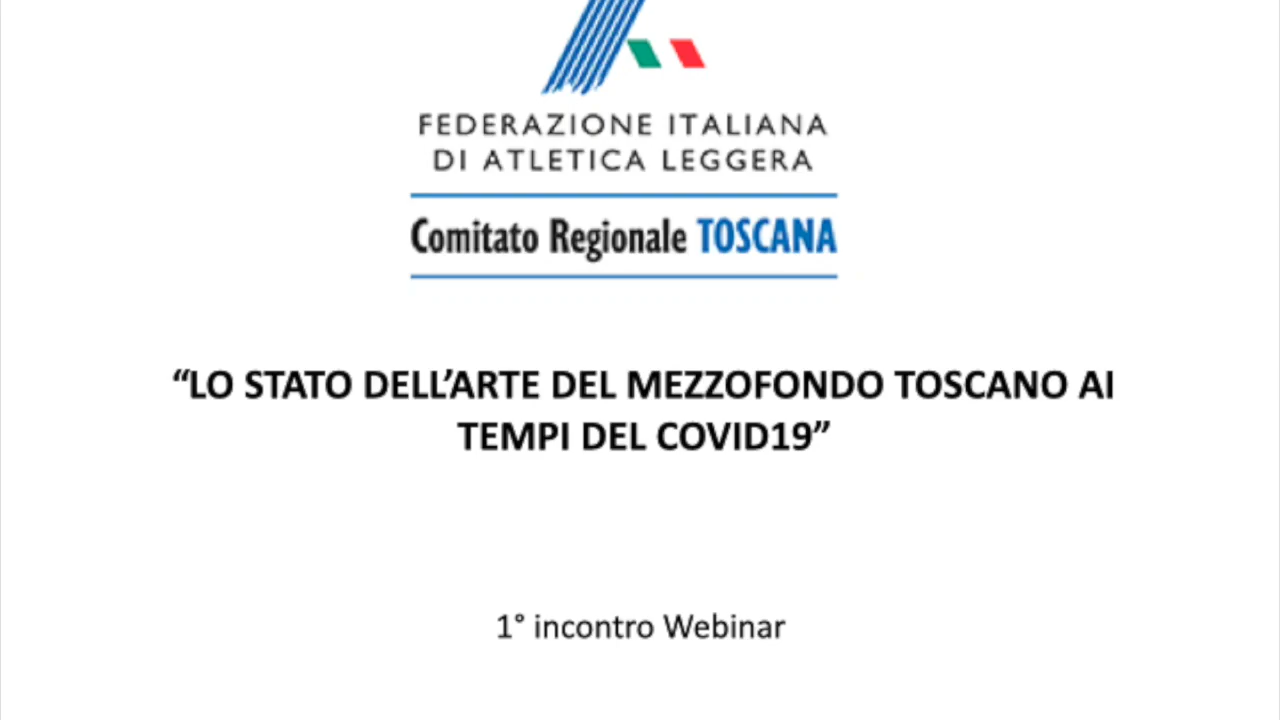 FEDERAZIONE ITALIANA
DI ATLETICA LEGGERA
Comitato Regionale TOSCANA
“LO STATO DELL’ARTE DEL MEZZOFONDO TOSCANO AI
TEMPI DEL COVID19”
1° incontro Webinar